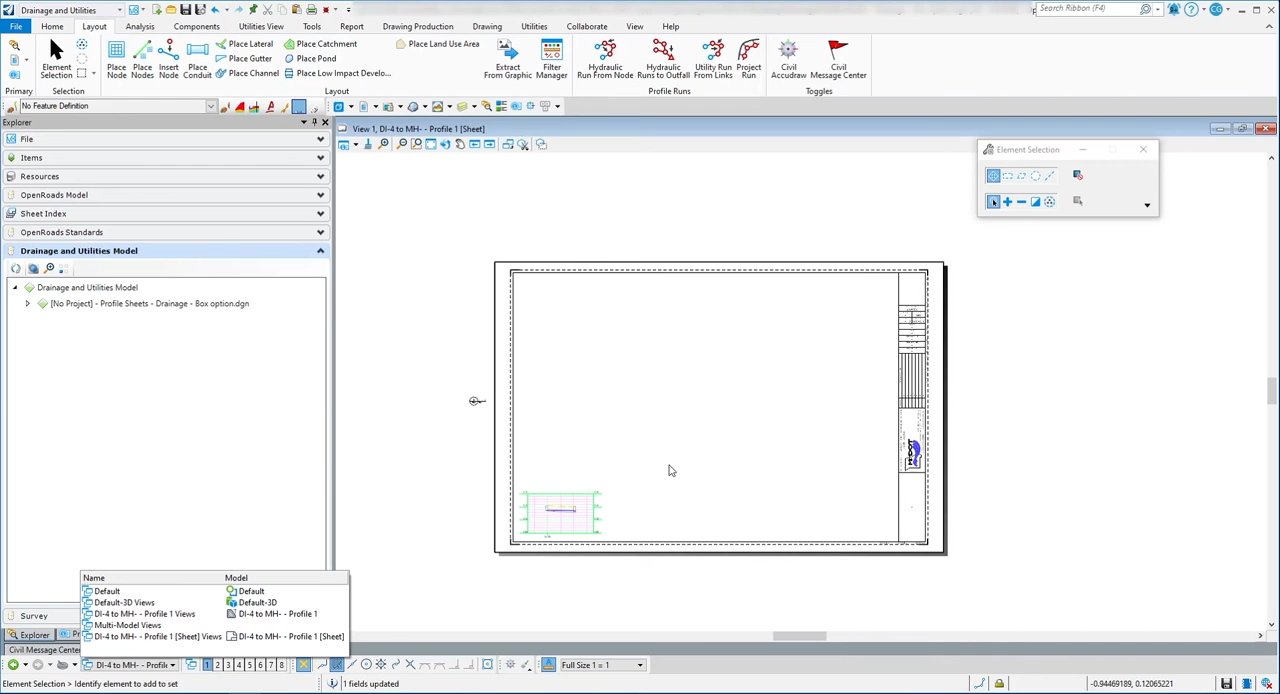 Drainage and Utilities
Search Ribbon (F4)
File Home Layout Analysis Components Utilities View Tools Report Drawing Production Drawing Utilities Collaborate View Help
Element Selection
Place Node
Place Nodes
Insert Node
Place Conduit
Place Lateral
Place Gutter
Place Channel
Place Catchment
Place Pond
Place Low Impact Develo...
Place Land Use Area
Extract From Graphic
Filter Manager
Hydraulic Run From Node
Hydraulic Runs to Outfall
Utility Run From Links
Project Run
Civil Accudraw
Civil Message Center
Primary Selection Layout Profile Runs Toggles
No Feature Definition
Explorer
View 1, DI-4 to MH- - Profile 1 [Sheet]
File
Items
Resources
OpenRoads Model
Sheet Index
OpenRoads Standards
Drainage and Utilities Model
Drainage and Utilities Model
[No Project] - Profile Sheets - Drainage - Box option.dgn
Element Selection
Name Model
Default Default
Default-3D Views Default-3D
DI-4 to MH- - Profile 1 Views DI-4 to MH- - Profile 1
Multi-Model Views
DI-4 to MH- - Profile 1 [Sheet] Views DI-4 to MH- - Profile 1 [Sheet]
Survey
Explorer
Civil Message Center
DI-4 to MH- - Profil
1 2 3 4 5 6 7 8
Full Size 1 = 1
Element Selection > Identify element to add to set
1 fields updated
-0.94469189, 0.12065221